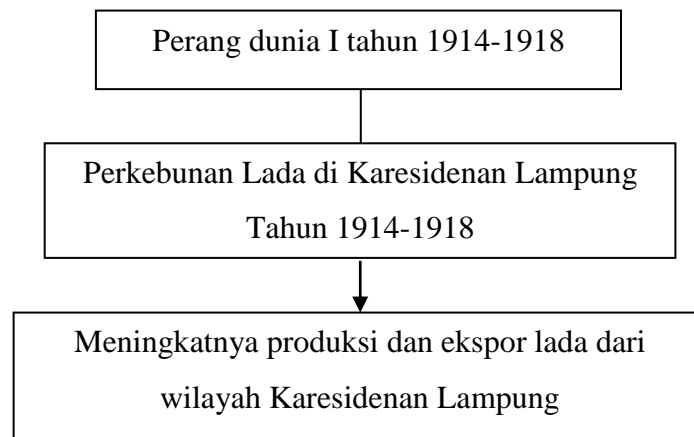 Perang dunia I tahun 1914-1918
Perkebunan Lada di Karesidenan Lampung
Tahun 1914-1918
Meningkatnya produksi dan ekspor lada dari
wilayah Karesidenan Lampung